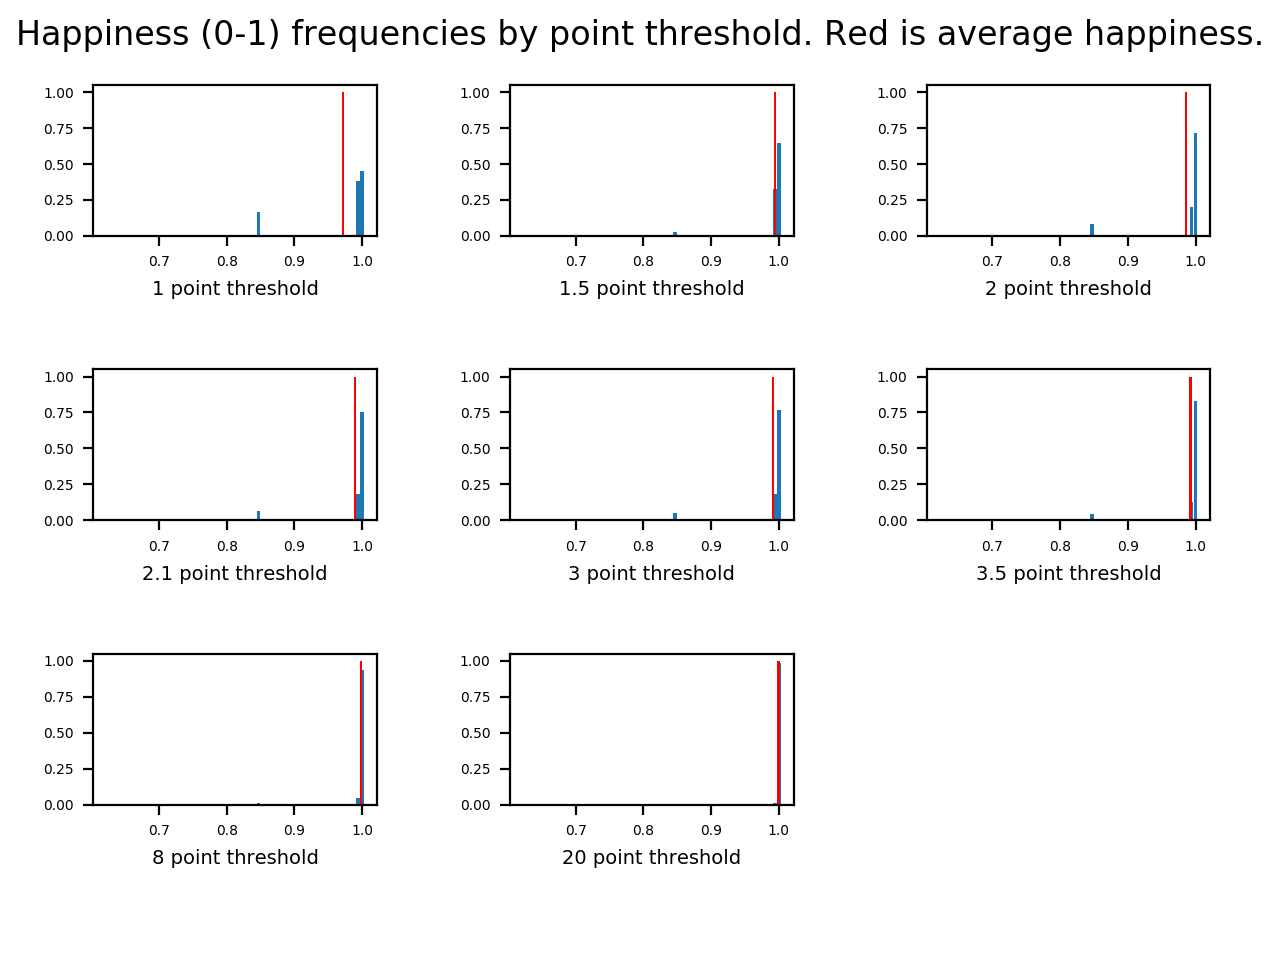 Happiness (0-1) frequencies by point threshold. Red is average happiness.
1.00 1.00 1.00
0.75 0.75 0.75
0.50 0.50 0.50
0.25 0.25 0.25
0.00 0.00 0.00
0.7 0.8 0.9 1.0 0.7 0.8 0.9 1.0 0.7 0.8 0.9 1.0
1 point threshold 1.5 point threshold 2 point threshold
1.00 1.00 1.00
0.75 0.75 0.75
0.50 0.50 0.50
0.25 0.25 0.25
0.00 0.00 0.00
0.7 0.8 0.9 1.0 0.7 0.8 0.9 1.0 0.7 0.8 0.9 1.0
2.1 point threshold 3 point threshold 3.5 point threshold
1.00 1.00
0.75 0.75
0.50 0.50
0.25 0.25
0.00 0.00
0.7 0.8 0.9 1.0 0.7 0.8 0.9 1.0
8 point threshold 20 point threshold